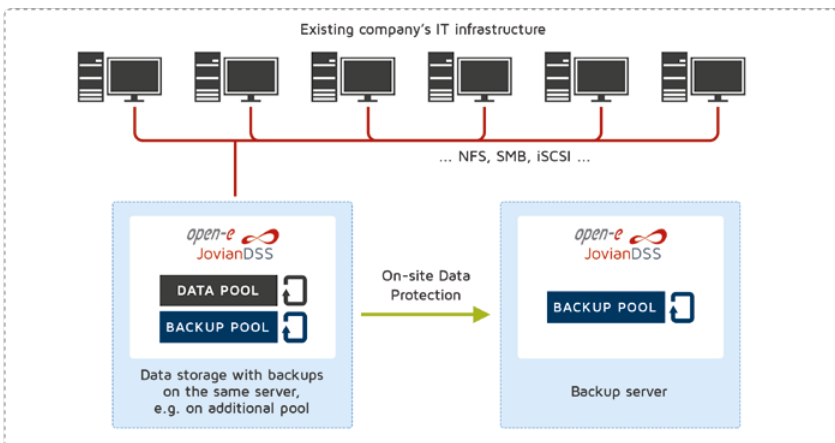 Existing company's IT infrastructure
... NFS, SMB, iSCSI ...
open-e
JovianDSS
DATA POOL
BACKUP POOL
Data storage with backups
on the same server,
e.g. on additional pool
On-site Data
Protection
open-e
JovianDSS
BACKUP POOL
Backup server